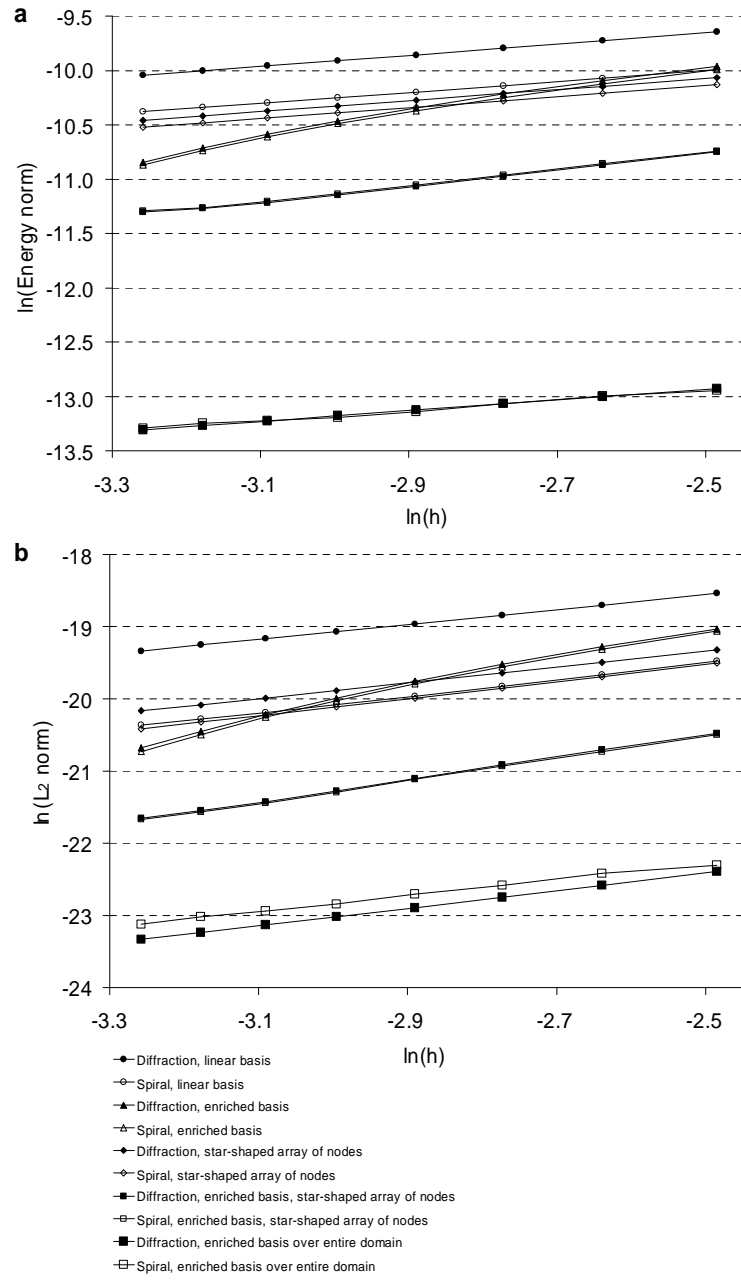 a
-9.5
-10.0
-10.5
-11.0
-11.5
-12.0
-12.5
-13.0
-13.5
ln(Energy norm)
-3.3 -3.1 -2.9 -2.7 -2.5
ln(h)
b
-18
-19
-20
-21
-22
-23
-24
ln(L2 norm)
-3.3 -3.1 -2.9 -2.7 -2.5
ln(h)
Diffraction, linear basis
Spiral, linear basis
Diffraction, enriched basis
Spiral, enriched basis
Diffraction, star-shaped array of nodes
Spiral, star-shaped array of nodes
Diffraction, enriched basis, star-shaped array of nodes
Spiral, enriched basis, star-shaped array of nodes
Diffraction, enriched basis over entire domain
Spiral, enriched basis over entire domain